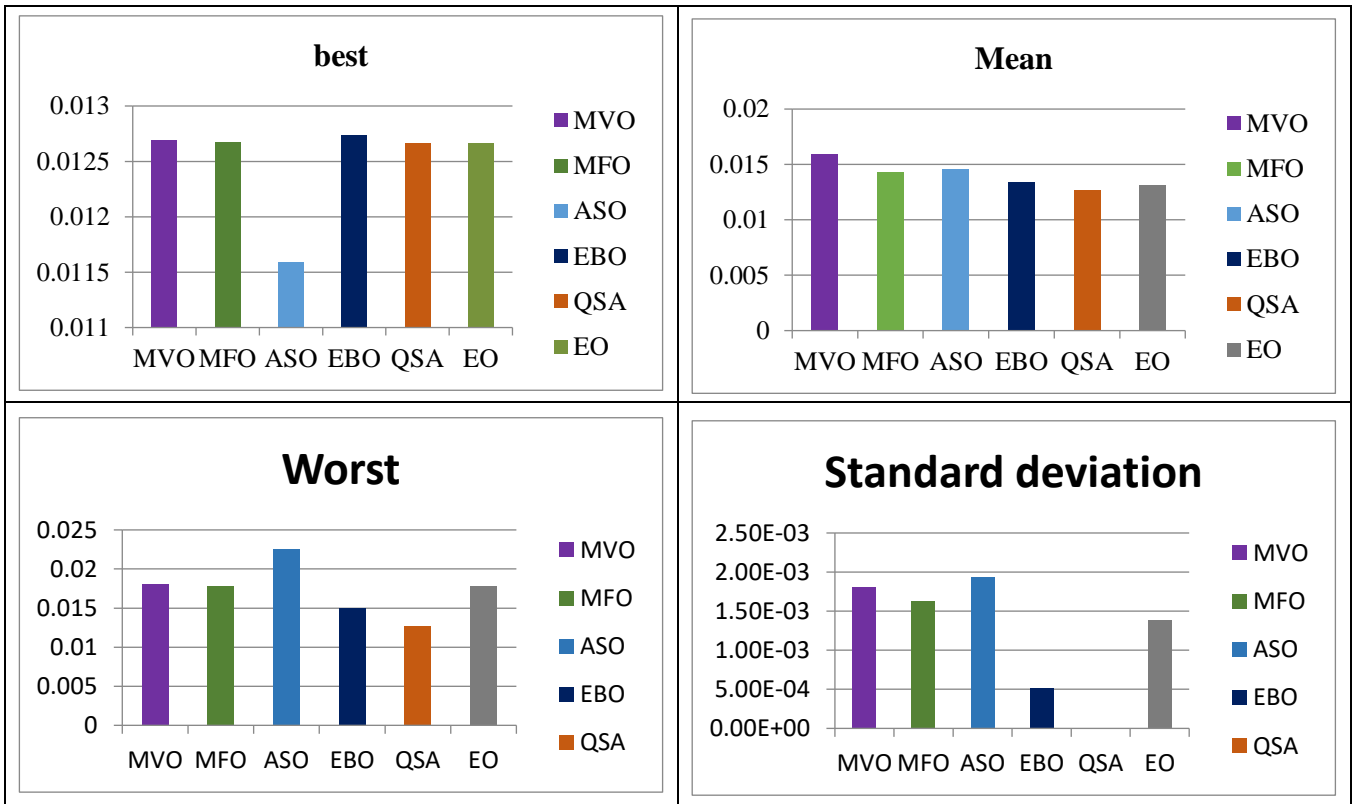 best
0.013
0.0125
0.012
0.0115
0.011
MVO MFO ASO EBO QSA EO
MVO
MFO
ASO
EBO
QSA
EO
Mean
0.02
0.015
0.01
0.005
0
MVO MFO ASO EBO QSA EO
MVO
MFO
ASO
EBO
QSA
EO
Worst
0.025
0.02
0.015
0.01
0.005
0
MVO MFO ASO EBO QSA EO
MVO
MFO
ASO
EBO
QSA
Standard deviation
2.50E-03
2.00E-03
1.50E-03
1.00E-03
5.00E-04
0.00E+00
MVO MFO ASO EBO QSA EO
MVO
MFO
ASO
EBO
QSA